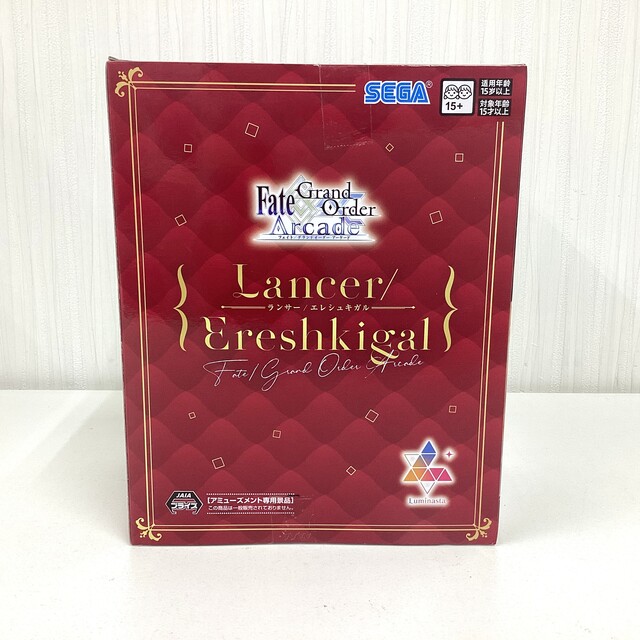 SEGA®
15+
适用年龄
15岁以上
対象年齢
15才以上
Fate
Grand
Order
Arcade
フェイト/グランドオーダー アーケード
Lancer/
ランサー/エレシュキガル
Ereshkigal
Fate/Grand Order Arcade
Luminasta
JAIA
プライズ
【アミューズメント専用景品】
この商品は一般販売されておりません。